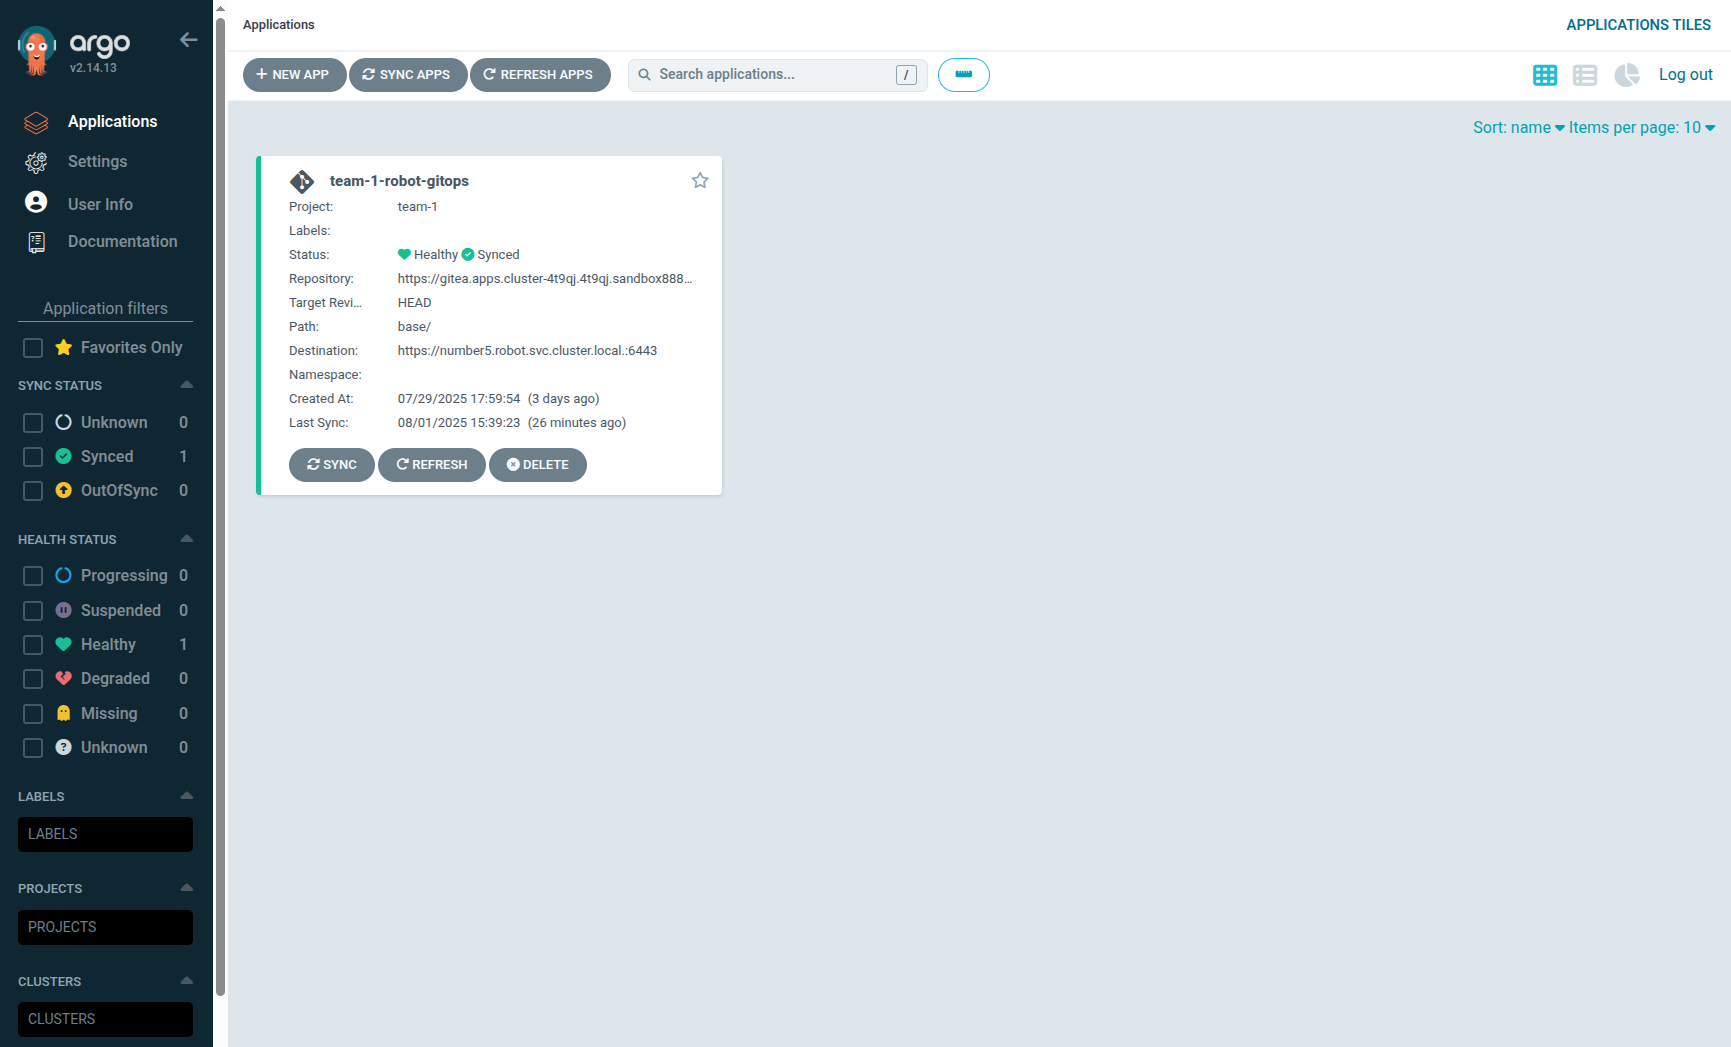 argo
v2.14.13
Applications
Settings
User Info
Documentation
Application filters
Favorites Only
SYNC STATUS
Unknown 0
Synced 1
OutOfSync 0
HEALTH STATUS
Progressing 0
Suspended 0
Healthy 1
Degraded 0
Missing 0
Unknown 0
LABELS
LABELS
PROJECTS
PROJECTS
CLUSTERS
CLUSTERS
Applications
APPLICATIONS TILES
NEW APP
SYNC APPS
REFRESH APPS
Search applications...
/
Log out
Sort: name
Items per page: 10
team-1-robot-gitops
Project: team-1
Labels:
Status: Healthy Synced
Repository: https://gitea.apps.cluster-4t9qj.4t9qj.sandbox888...
Target Revi... HEAD
Path: base/
Destination: https://number5.robot.svc.cluster.local.:6443
Namespace:
Created At: 07/29/2025 17:59:54 (3 days ago)
Last Sync: 08/01/2025 15:39:23 (26 minutes ago)
SYNC
REFRESH
DELETE